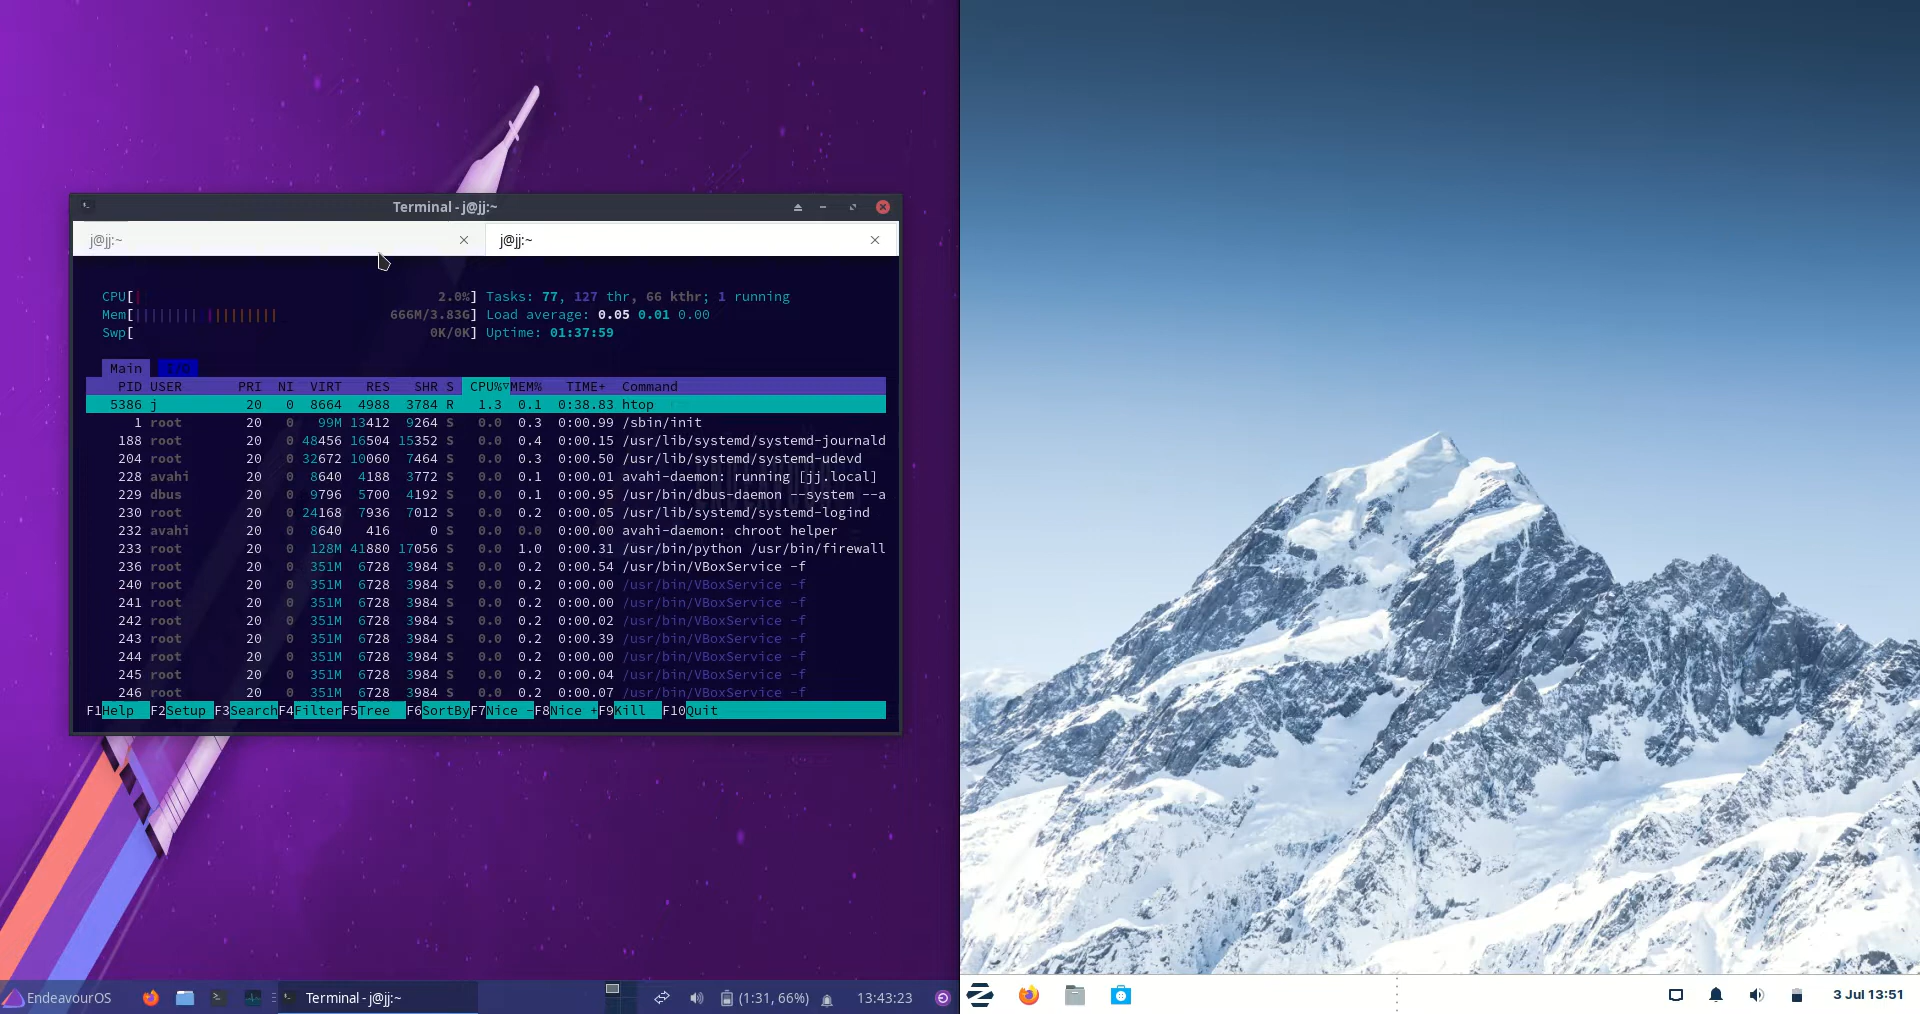 Terminal - j@jj:~
j@jj:~ j@jj:~
CPU[| 2.0%] Tasks: 77, 127 thr, 66 kthr; 1 running
Mem[|||||||| ||||||||| 666M/3.83G] Load average: 0.05 0.01 0.00
Swp[ 0K/0K] Uptime: 01:37:59
Main I/O
PID USER PRI NI VIRT RES SHR S CPU%▽MEM% TIME+ Command
5386 j 20 0 8664 4988 3784 R 1.3 0.1 0:38.83 htop
1 root 20 0 99M 13412 9264 S 0.0 0.3 0:00.99 /sbin/init
188 root 20 0 48456 16504 15352 S 0.0 0.4 0:00.15 /usr/lib/systemd/systemd-journald
204 root 20 0 32672 10060 7464 S 0.0 0.3 0:00.50 /usr/lib/systemd/systemd-udevd
228 avahi 20 0 8640 4188 3772 S 0.0 0.1 0:00.01 avahi-daemon: running [jj.local]
229 dbus 20 0 9796 5700 4192 S 0.0 0.1 0:00.95 /usr/bin/dbus-daemon --system --a
230 root 20 0 24168 7936 7012 S 0.0 0.2 0:00.05 /usr/lib/systemd/systemd-logind
232 avahi 20 0 8640 416 0 S 0.0 0.0 0:00.00 avahi-daemon: chroot helper
233 root 20 0 128M 41880 17056 S 0.0 1.0 0:00.31 /usr/bin/python /usr/bin/firewall
236 root 20 0 351M 6728 3984 S 0.0 0.2 0:00.54 /usr/bin/VBoxService -f
240 root 20 0 351M 6728 3984 S 0.0 0.2 0:00.00 /usr/bin/VBoxService -f
241 root 20 0 351M 6728 3984 S 0.0 0.2 0:00.00 /usr/bin/VBoxService -f
242 root 20 0 351M 6728 3984 S 0.0 0.2 0:00.02 /usr/bin/VBoxService -f
243 root 20 0 351M 6728 3984 S 0.0 0.2 0:00.39 /usr/bin/VBoxService -f
244 root 20 0 351M 6728 3984 S 0.0 0.2 0:00.00 /usr/bin/VBoxService -f
245 root 20 0 351M 6728 3984 S 0.0 0.2 0:00.04 /usr/bin/VBoxService -f
246 root 20 0 351M 6728 3984 S 0.0 0.2 0:00.07 /usr/bin/VBoxService -f
F1Help F2Setup F3SearchF4FilterF5Tree F6SortByF7Nice -F8Nice +F9Kill F10Quit
EndeavourOS Terminal - j@jj:~ (1:31, 66%) 13:43:23
3 Jul 13:51